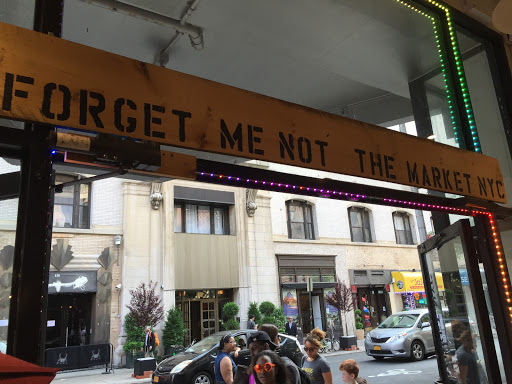 FORGET ME NOT THE MARKET NYC